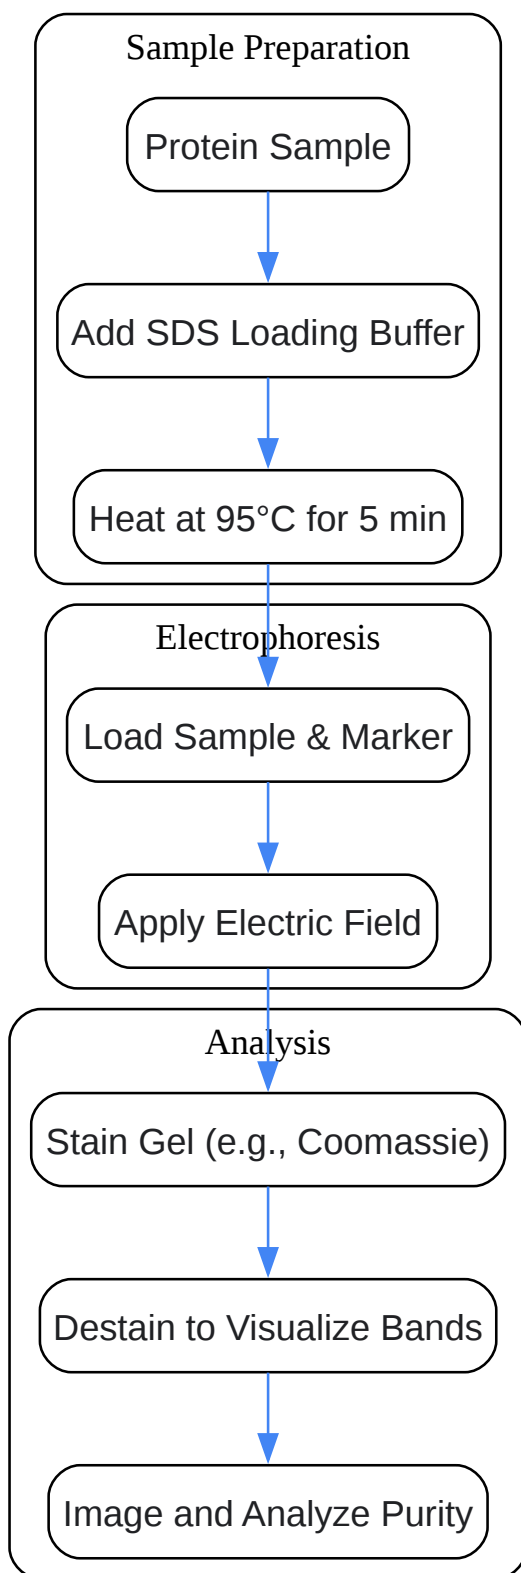 Sample Preparation
Protein Sample
Add SDS Loading Buffer
Heat at 95°C for 5 min
Electrophoresis
Load Sample & Marker
Apply Electric Field
Analysis
Stain Gel (e.g., Coomassie)
Destain to Visualize Bands
Image and Analyze Purity